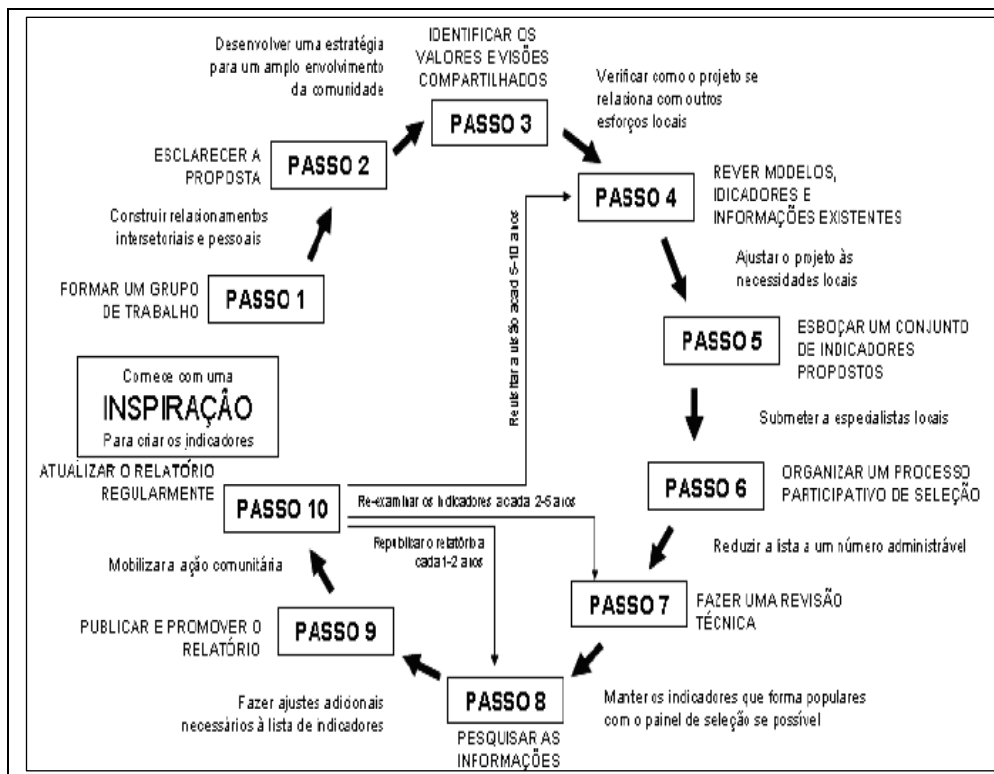 Comece com uma
INSPIRAÇÃO
Para criar os indicadores
FORMAR UM GRUPO
DE TRABALHO
PASSO 1
Construir relacionamentos
intersetoriais e pessoais
ESCLARECER A
PROPOSTA
PASSO 2
Desenvolver uma estratégia
para um amplo envolvimento
da comunidade
IDENTIFICAR OS
VALORES E VISÕES
COMPARTILHADOS
PASSO 3
Verificar como o projeto se
relaciona com outros
esforços locais
PASSO 4
REVER MODELOS,
IDICADORES E
INFORMAÇÕES EXISTENTES
Ajustar o projeto às
necessidades locais
PASSO 5
ESBOÇAR UM CONJUNTO
DE INDICADORES
PROPOSTOS
Submeter a especialistas locais
PASSO 6
ORGANIZAR UM PROCESSO
PARTICIPATIVO DE SELEÇÃO
Reduzir a lista a um número administrável
PASSO 7
FAZER UMA REVISÃO
TÉCNICA
Manter os indicadores que forma populares
com o painel de seleção se possível
PASSO 8
PESQUISAR AS
INFORMAÇÕES
Fazer ajustes adicionais
necessários à lista de indicadores
PUBLICAR E PROMOVER O
RELATÓRIO
PASSO 9
Mobilizar a ação comunitária
ATUALIZAR O RELATÓRIO
REGULARMENTE
PASSO 10
a cada 5-10 anos
Re-examinar os indicadores a cada 2-5 anos
Republicar o relatório a
cada 1-2 anos